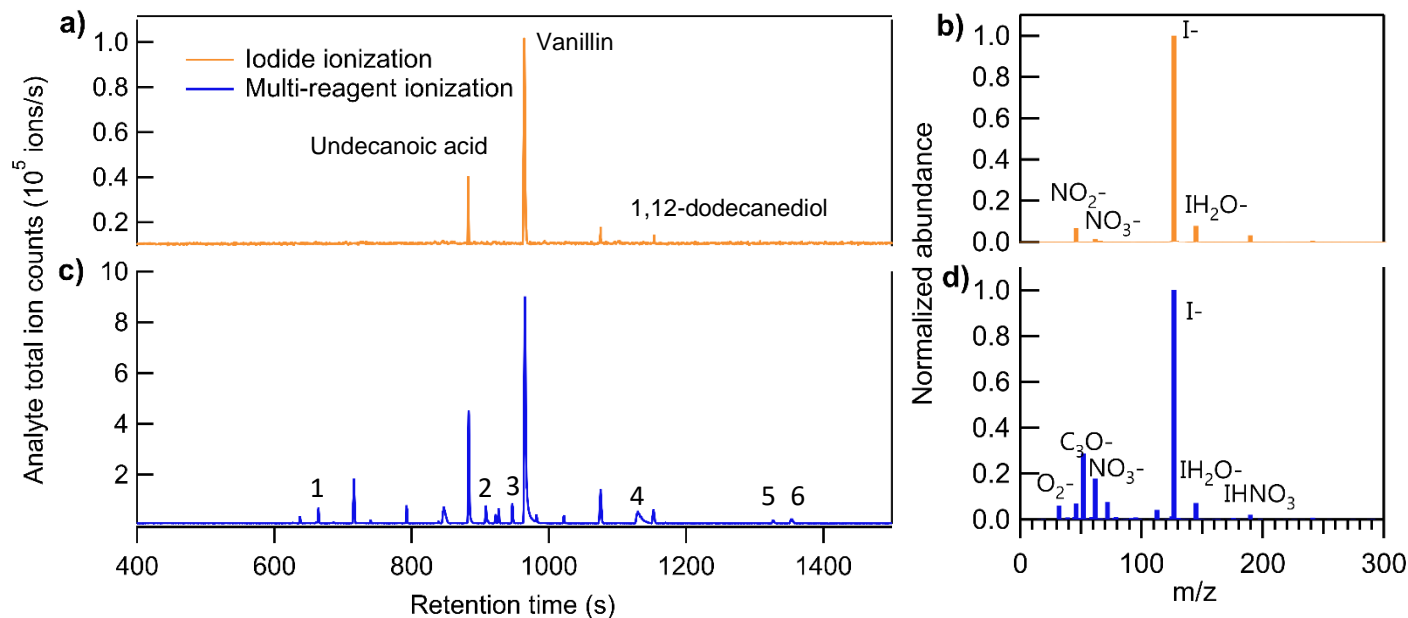 a)
Analyte total ion counts (10⁵ ions/s)
1.0
0.8
0.6
0.4
0.2
Iodide ionization
Multi-reagent ionization
Vanillin
Undecanoic acid
1,12-dodecanediol
c)
10
8
6
4
2
1
2
3
4
5
6
400
600
800
1000
1200
1400
Retention time (s)
b)
Normalized abundance
1.0
0.8
0.6
0.4
0.2
0.0
I-
NO₂-
NO₃-
IH₂O-
d)
1.0
0.8
0.6
0.4
0.2
0.0
I-
C₃O-
O₂-
NO₃-
IH₂O-
IHNO₃
0
100
200
300
m/z